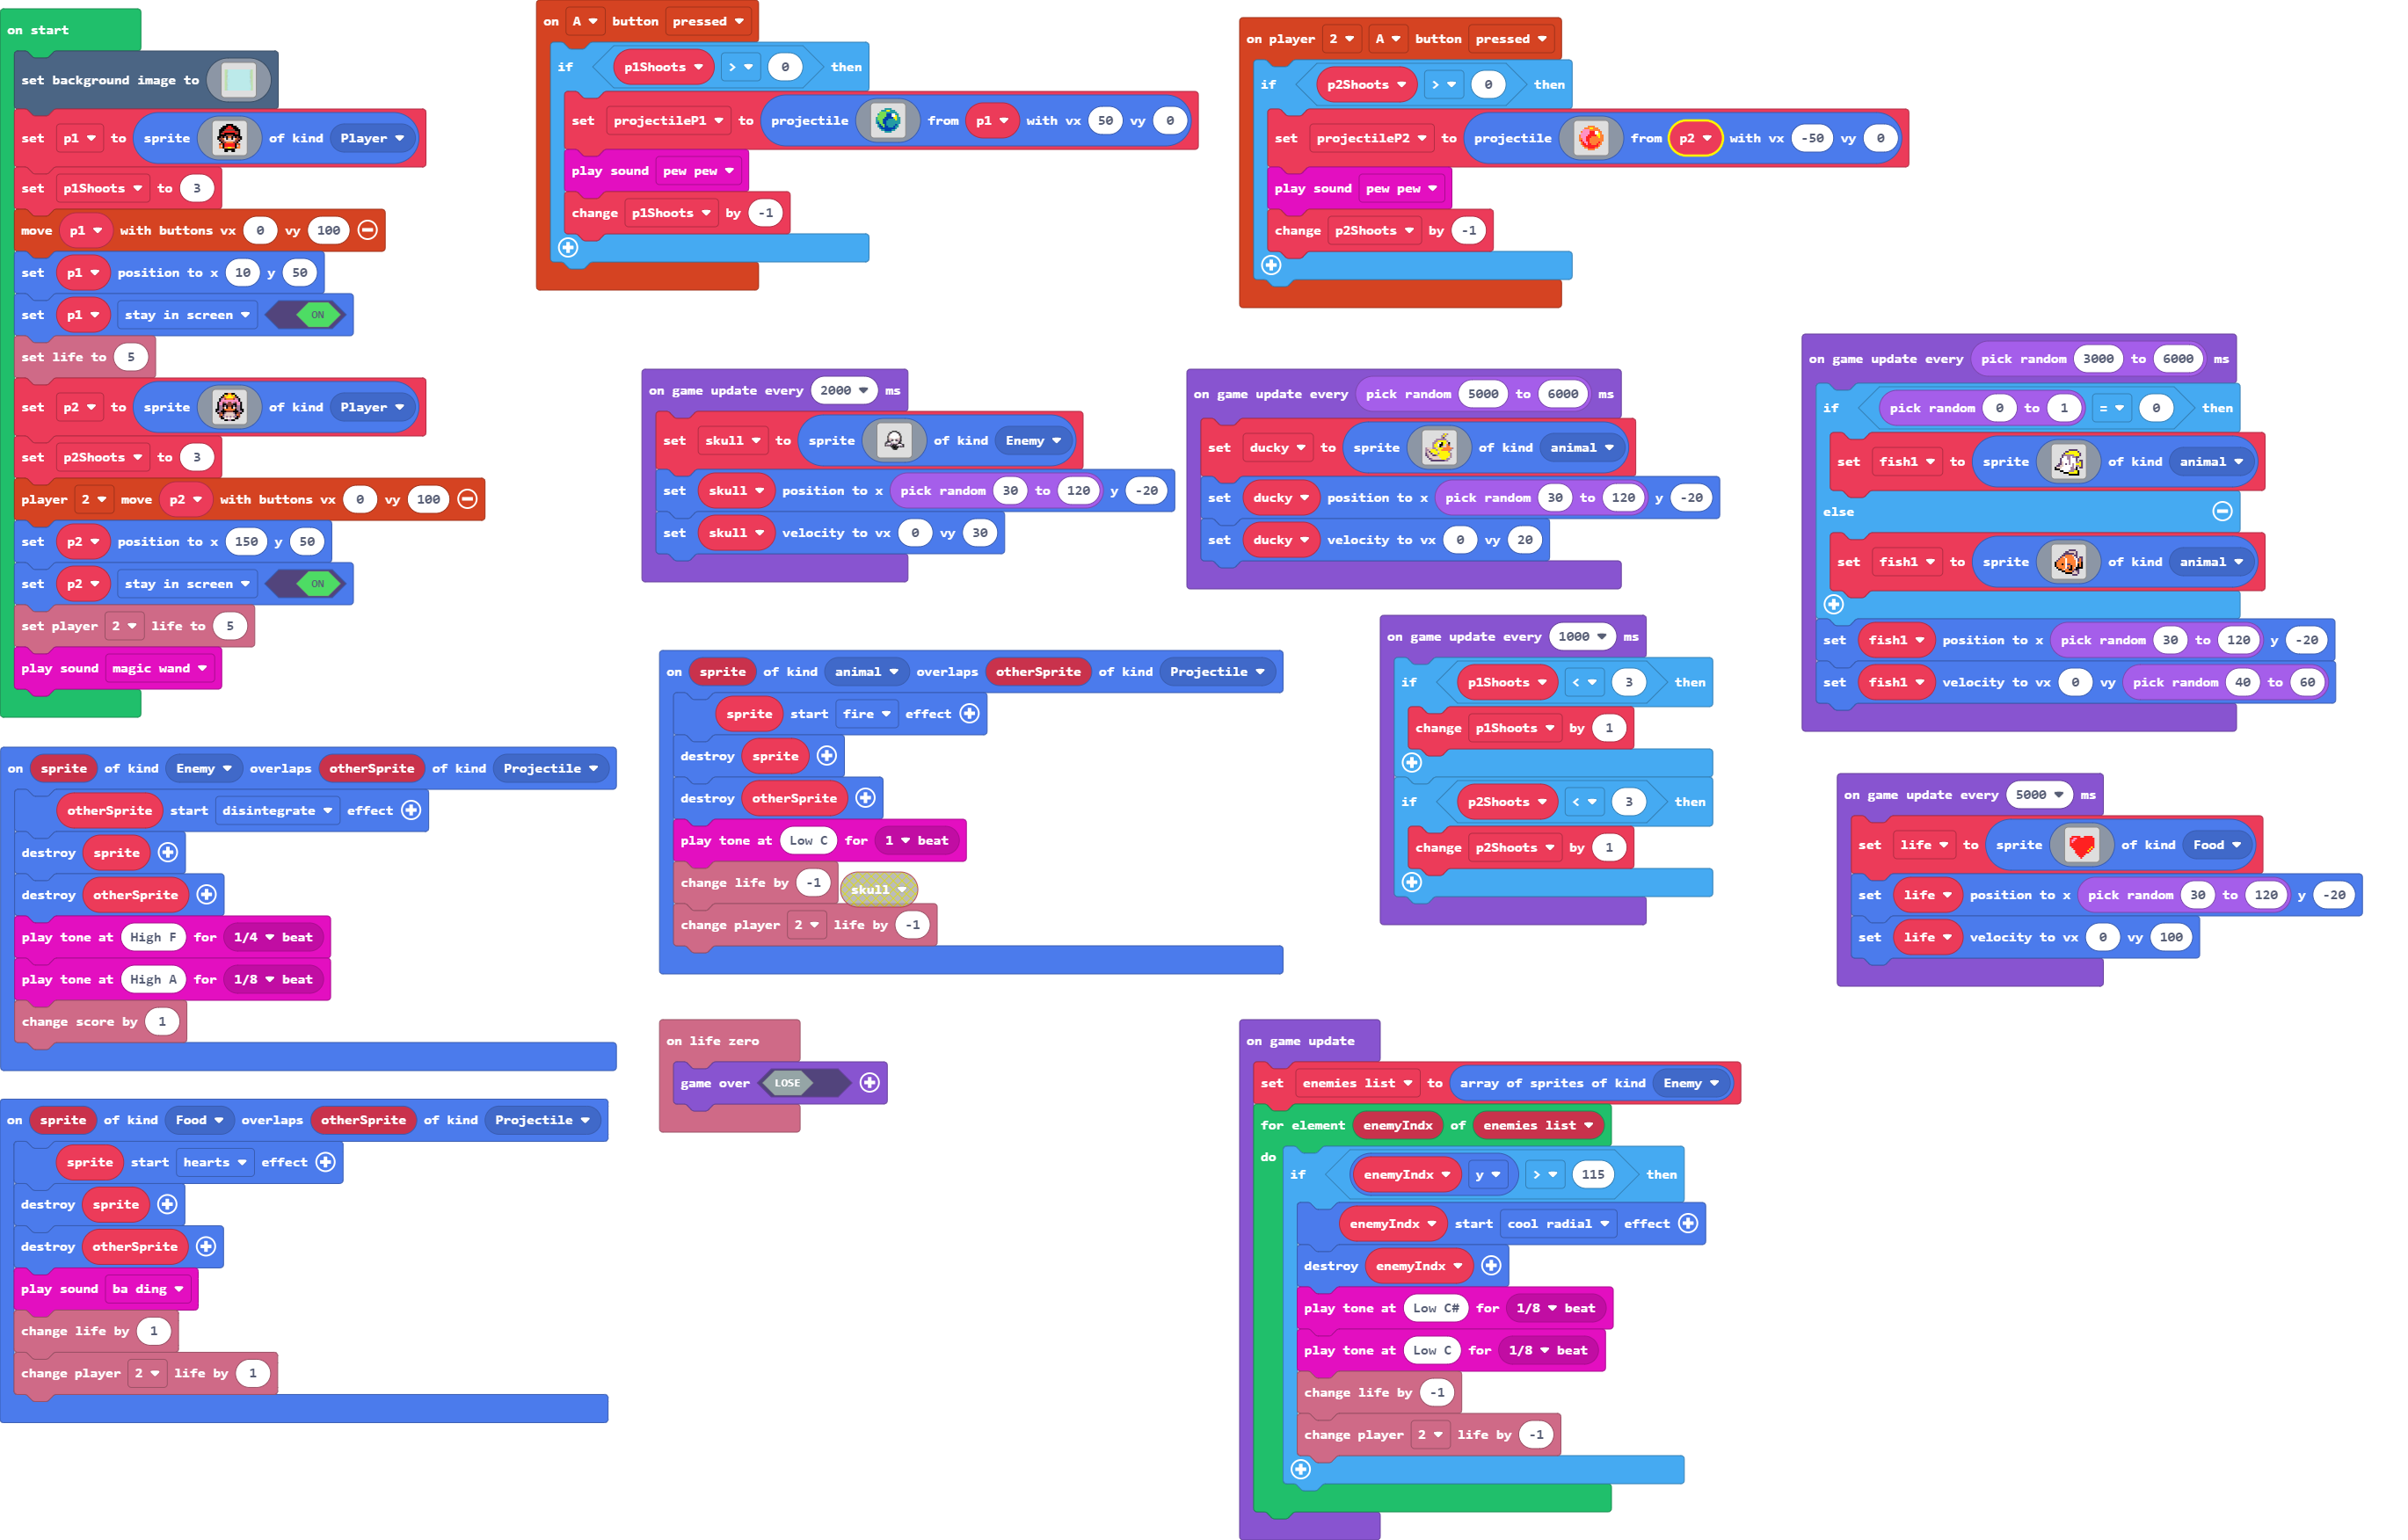 on start
set background image to
set p1 to sprite of kind Player
set p1Shoots to 3
move p1 with buttons vx 0 vy 100
set p1 position to x 10 y 50
set p1 stay in screen ON
set life to 5
set p2 to sprite of kind Player
set p2Shoots to 3
player 2 move p2 with buttons vx 0 vy 100
set p2 position to x 150 y 50
set p2 stay in screen ON
set player 2 life to 5
play sound magic wand
on A button pressed
if p1Shoots > 0 then
set projectileP1 to projectile from p1 with vx 50 vy 0
play sound pew pew
change p1Shoots by -1
on player 2 A button pressed
if p2Shoots > 0 then
set projectileP2 to projectile from p2 with vx -50 vy 0
play sound pew pew
change p2Shoots by -1
on game update every 2000 ms
set skull to sprite of kind Enemy
set skull position to x pick random 30 to 120 y -20
set skull velocity to vx 0 vy 30
on game update every pick random 5000 to 6000 ms
set ducky to sprite of kind animal
set ducky position to x pick random 30 to 120 y -20
set ducky velocity to vx 0 vy 20
on game update every pick random 3000 to 6000 ms
if pick random 0 to 1 = 0 then
set fish1 to sprite of kind animal
else
set fish1 to sprite of kind animal
set fish1 position to x pick random 30 to 120 y -20
set fish1 velocity to vx 0 vy pick random 40 to 60
on sprite of kind Enemy overlaps otherSprite of kind Projectile
otherSprite start disintegrate effect
destroy sprite
destroy otherSprite
play tone at High F for 1/4 beat
play tone at High A for 1/8 beat
change score by 1
on sprite of kind animal overlaps otherSprite of kind Projectile
sprite start fire effect
destroy sprite
destroy otherSprite
play tone at Low C for 1 beat
change life by -1 skull
change player 2 life by -1
on game update every 1000 ms
if p1Shoots < 3 then
change p1Shoots by 1
if p2Shoots < 3 then
change p2Shoots by 1
on game update every 5000 ms
set life to sprite of kind Food
set life position to x pick random 30 to 120 y -20
set life velocity to vx 0 vy 100
on sprite of kind Food overlaps otherSprite of kind Projectile
sprite start hearts effect
destroy sprite
destroy otherSprite
play sound ba ding
change life by 1
change player 2 life by 1
on life zero
game over LOSE
on game update
set enemies list to array of sprites of kind Enemy
for element enemyIndx of enemies list
do
if enemyIndx y > 115 then
enemyIndx start cool radial effect
destroy enemyIndx
play tone at Low C# for 1/8 beat
play tone at Low C for 1/8 beat
change life by -1
change player 2 life by -1